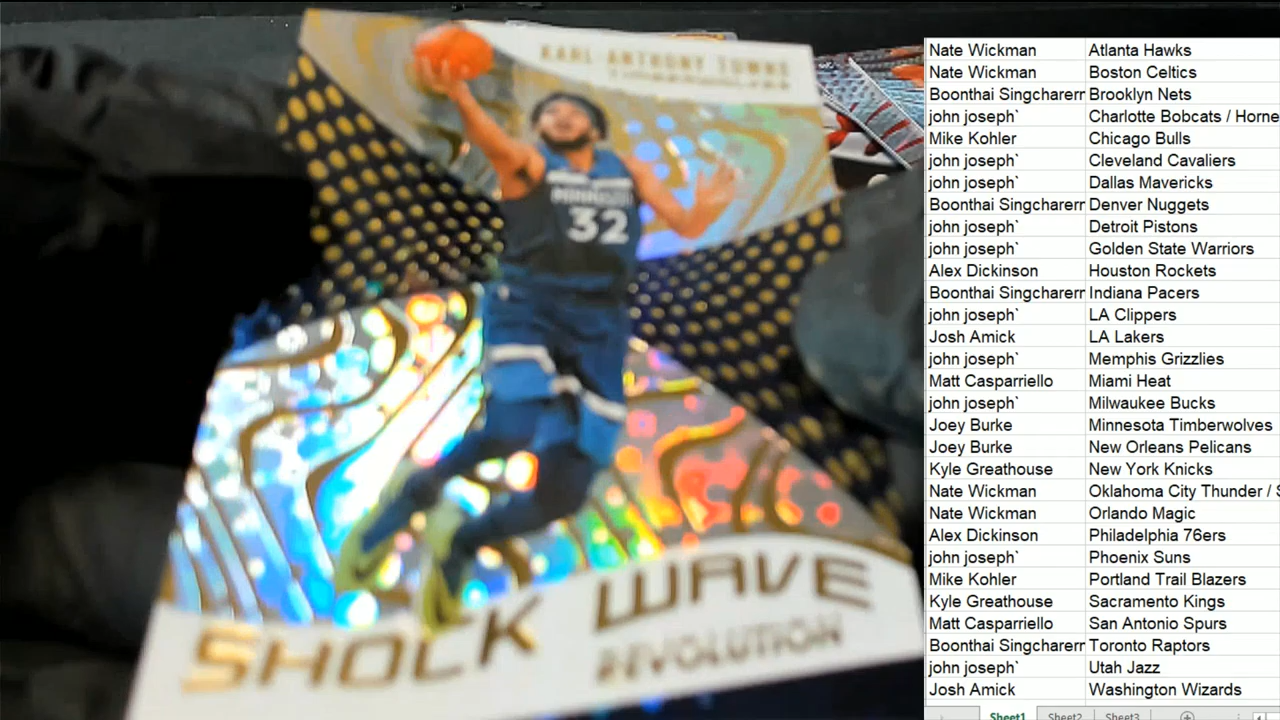 KARL-ANTHONY TOWNS
32
SHOCK WAVE
REVOLUTION
Nate Wickman Atlanta Hawks
Nate Wickman Boston Celtics
Boonthai Singcharerr Brooklyn Nets
john joseph` Charlotte Bobcats / Horne
Mike Kohler Chicago Bulls
john joseph` Cleveland Cavaliers
john joseph` Dallas Mavericks
Boonthai Singcharerr Denver Nuggets
john joseph` Detroit Pistons
john joseph` Golden State Warriors
Alex Dickinson Houston Rockets
Boonthai Singcharerr Indiana Pacers
john joseph` LA Clippers
Josh Amick LA Lakers
john joseph` Memphis Grizzlies
Matt Casparriello Miami Heat
john joseph` Milwaukee Bucks
Joey Burke Minnesota Timberwolves
Joey Burke New Orleans Pelicans
Kyle Greathouse New York Knicks
Nate Wickman Oklahoma City Thunder / S
Nate Wickman Orlando Magic
Alex Dickinson Philadelphia 76ers
john joseph` Phoenix Suns
Mike Kohler Portland Trail Blazers
Kyle Greathouse Sacramento Kings
Matt Casparriello San Antonio Spurs
Boonthai Singcharerr Toronto Raptors
john joseph` Utah Jazz
Josh Amick Washington Wizards
Sheet1 Sheet2 Sheet3